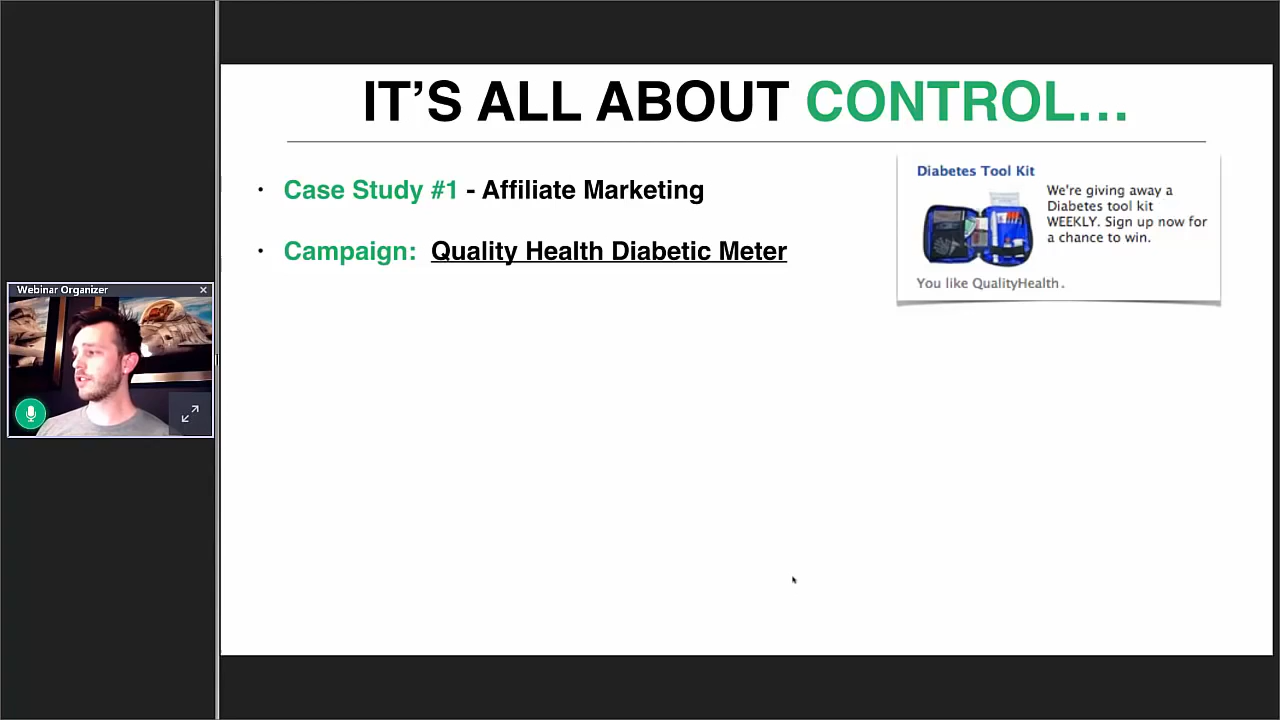 IT'S ALL ABOUT CONTROL...
• Case Study #1 - Affiliate Marketing
• Campaign: Quality Health Diabetic Meter
Diabetes Tool Kit
We're giving away a
Diabetes tool kit
WEEKLY. Sign up now for
a chance to win.
You like QualityHealth.
Webinar Organizer